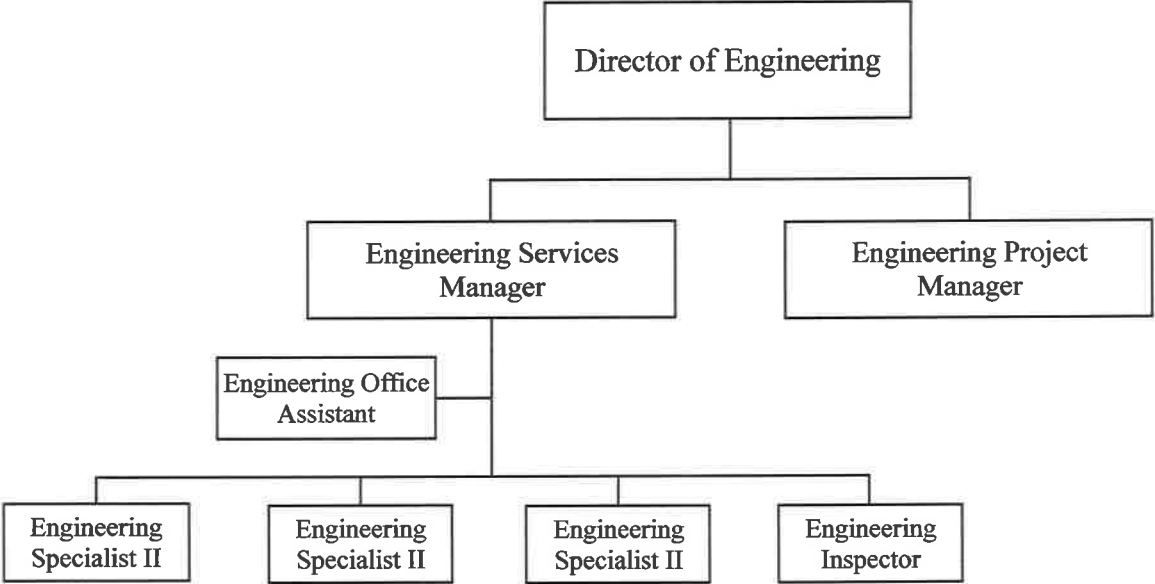 Director of Engineering
Engineering Services
Manager
Engineering Project
Manager
Engineering Office
Assistant
Engineering
Specialist II
Engineering
Specialist II
Engineering
Specialist II
Engineering
Inspector